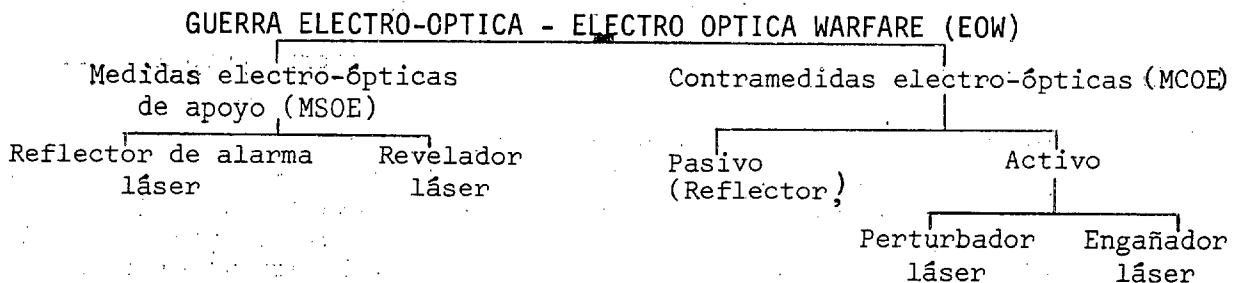 GUERRA ELECTRO-OPTICA - ELECTRO OPTICA WARFARE (EOW)
Medidas electro-ópticas
de apoyo (MSOE)
Contramedidas electro-ópticas (MCOE)
Reflector de alarma
láser
Revelador
láser
Pasivo
(Reflector,)
Activo
Perturbador
láser
Engañador
láser